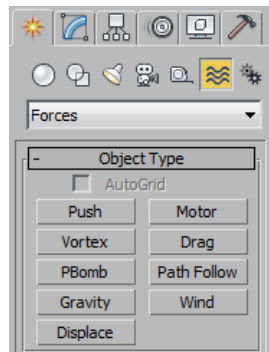 Forces
- Object Type
AutoGrid
Push Motor
Vortex Drag
PBomb Path Follow
Gravity Wind
Displace